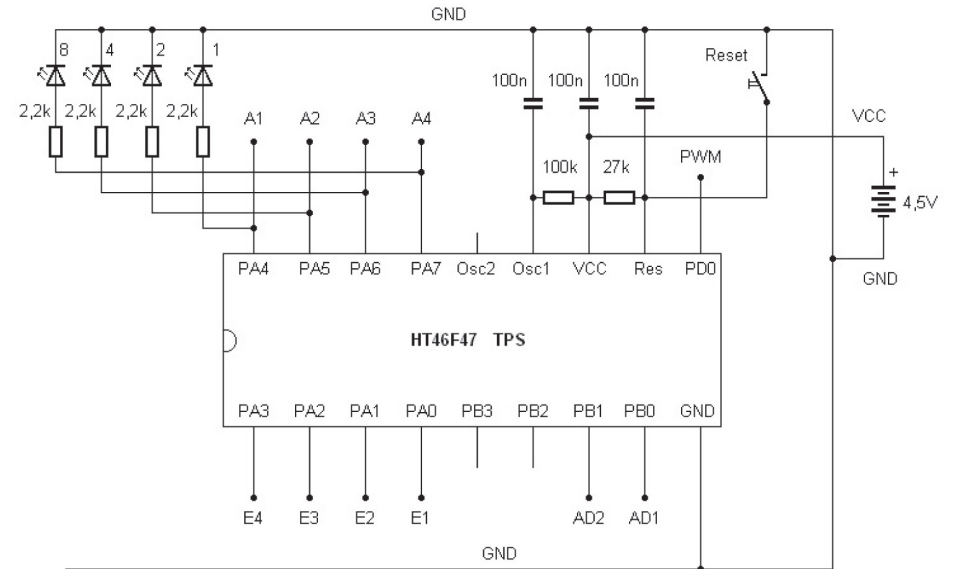 GND
8 4 2 1
Reset
100n 100n 100n
2,2k 2,2k 2,2k 2,2k
A1 A2 A3 A4
VCC
PWM
100k 27k
+
4,5V
PA4 PA5 PA6 PA7 Osc2 Osc1 VCC Res PD0
GND
HT46F47 TPS
PA3 PA2 PA1 PA0 PB3 PB2 PB1 PB0 GND
E4 E3 E2 E1 AD2 AD1
GND